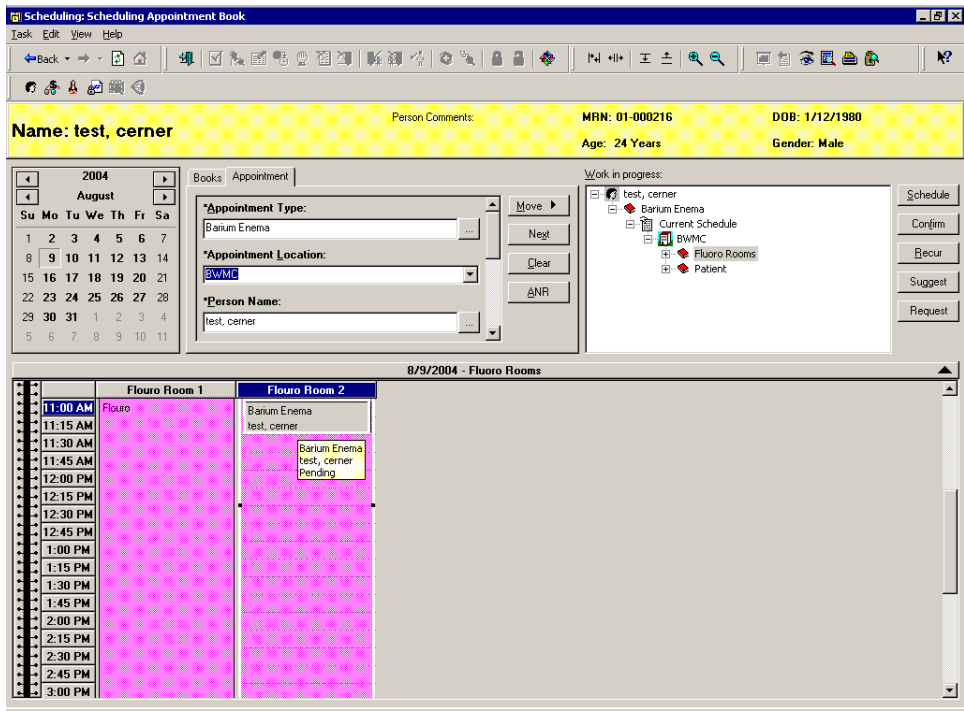 Scheduling: Scheduling Appointment Book
Task Edit View Help
Back
Name: test, cerner
Person Comments:
MRN: 01-000216
DOB: 1/12/1980
Age: 24 Years
Gender: Male
2004
August
Su Mo Tu We Th Fr Sa
1 2 3 4 5 6 7
8 9 10 11 12 13 14
15 16 17 18 19 20 21
22 23 24 25 26 27 28
29 30 31 1 2 3 4
5 6 7 8 9 10 11
Books Appointment
*Appointment Type:
Barium Enema
...
*Appointment Location:
BWMC
*Person Name:
test, cerner
...
Move
Next
Clear
ANR
Work in progress:
test, cerner
Barium Enema
Current Schedule
BWMC
Fluoro Rooms
Patient
Schedule
Confirm
Recur
Suggest
Request
8/9/2004 - Fluoro Rooms
Flouro Room 1 Flouro Room 2
11:00 AM Flouro Barium Enema
11:15 AM test, cerner
11:30 AM Barium Enema
11:45 AM test, cerner
12:00 PM Pending
12:15 PM
12:30 PM
12:45 PM
1:00 PM
1:15 PM
1:30 PM
1:45 PM
2:00 PM
2:15 PM
2:30 PM
2:45 PM
3:00 PM